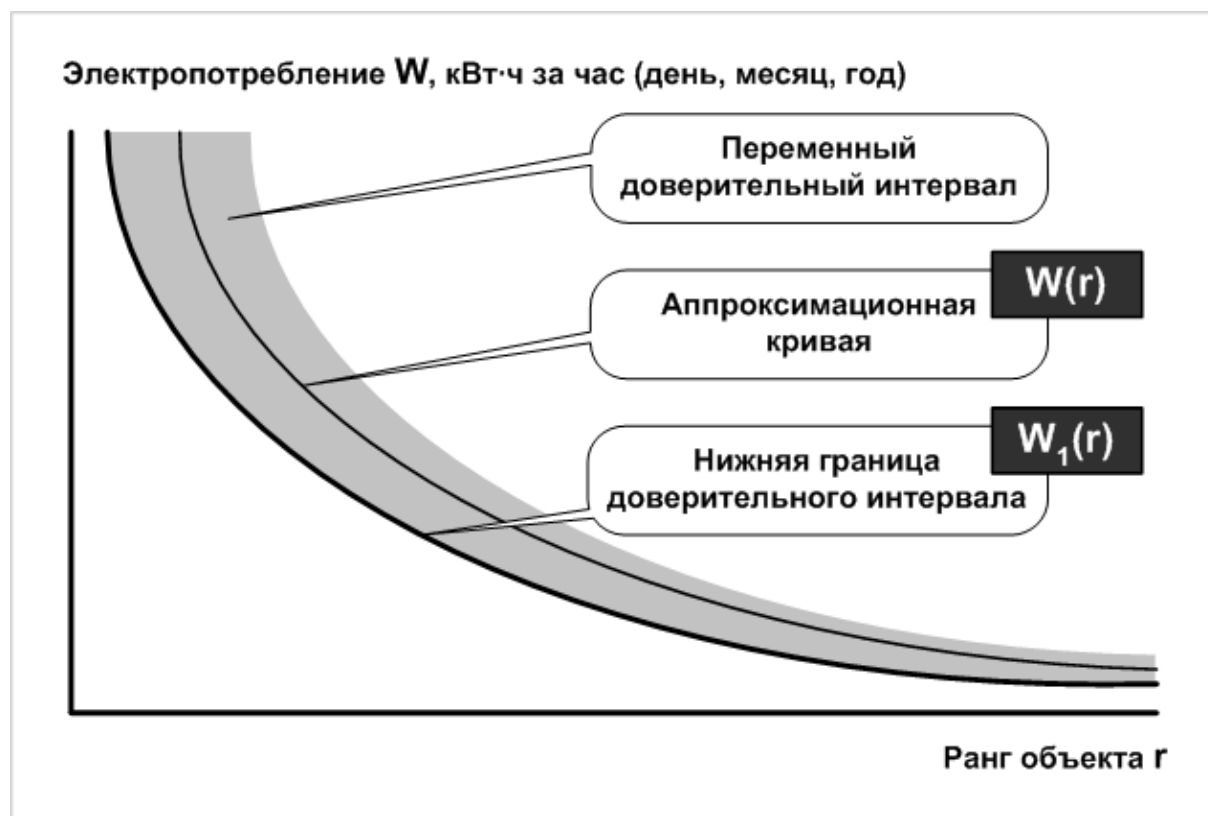 Электропотребление W, кВт·ч за час (день, месяц, год)
Переменный
доверительный интервал
W(r)
Аппроксимационная
кривая
W₁(r)
Нижняя граница
доверительного интервала
Ранг объекта r